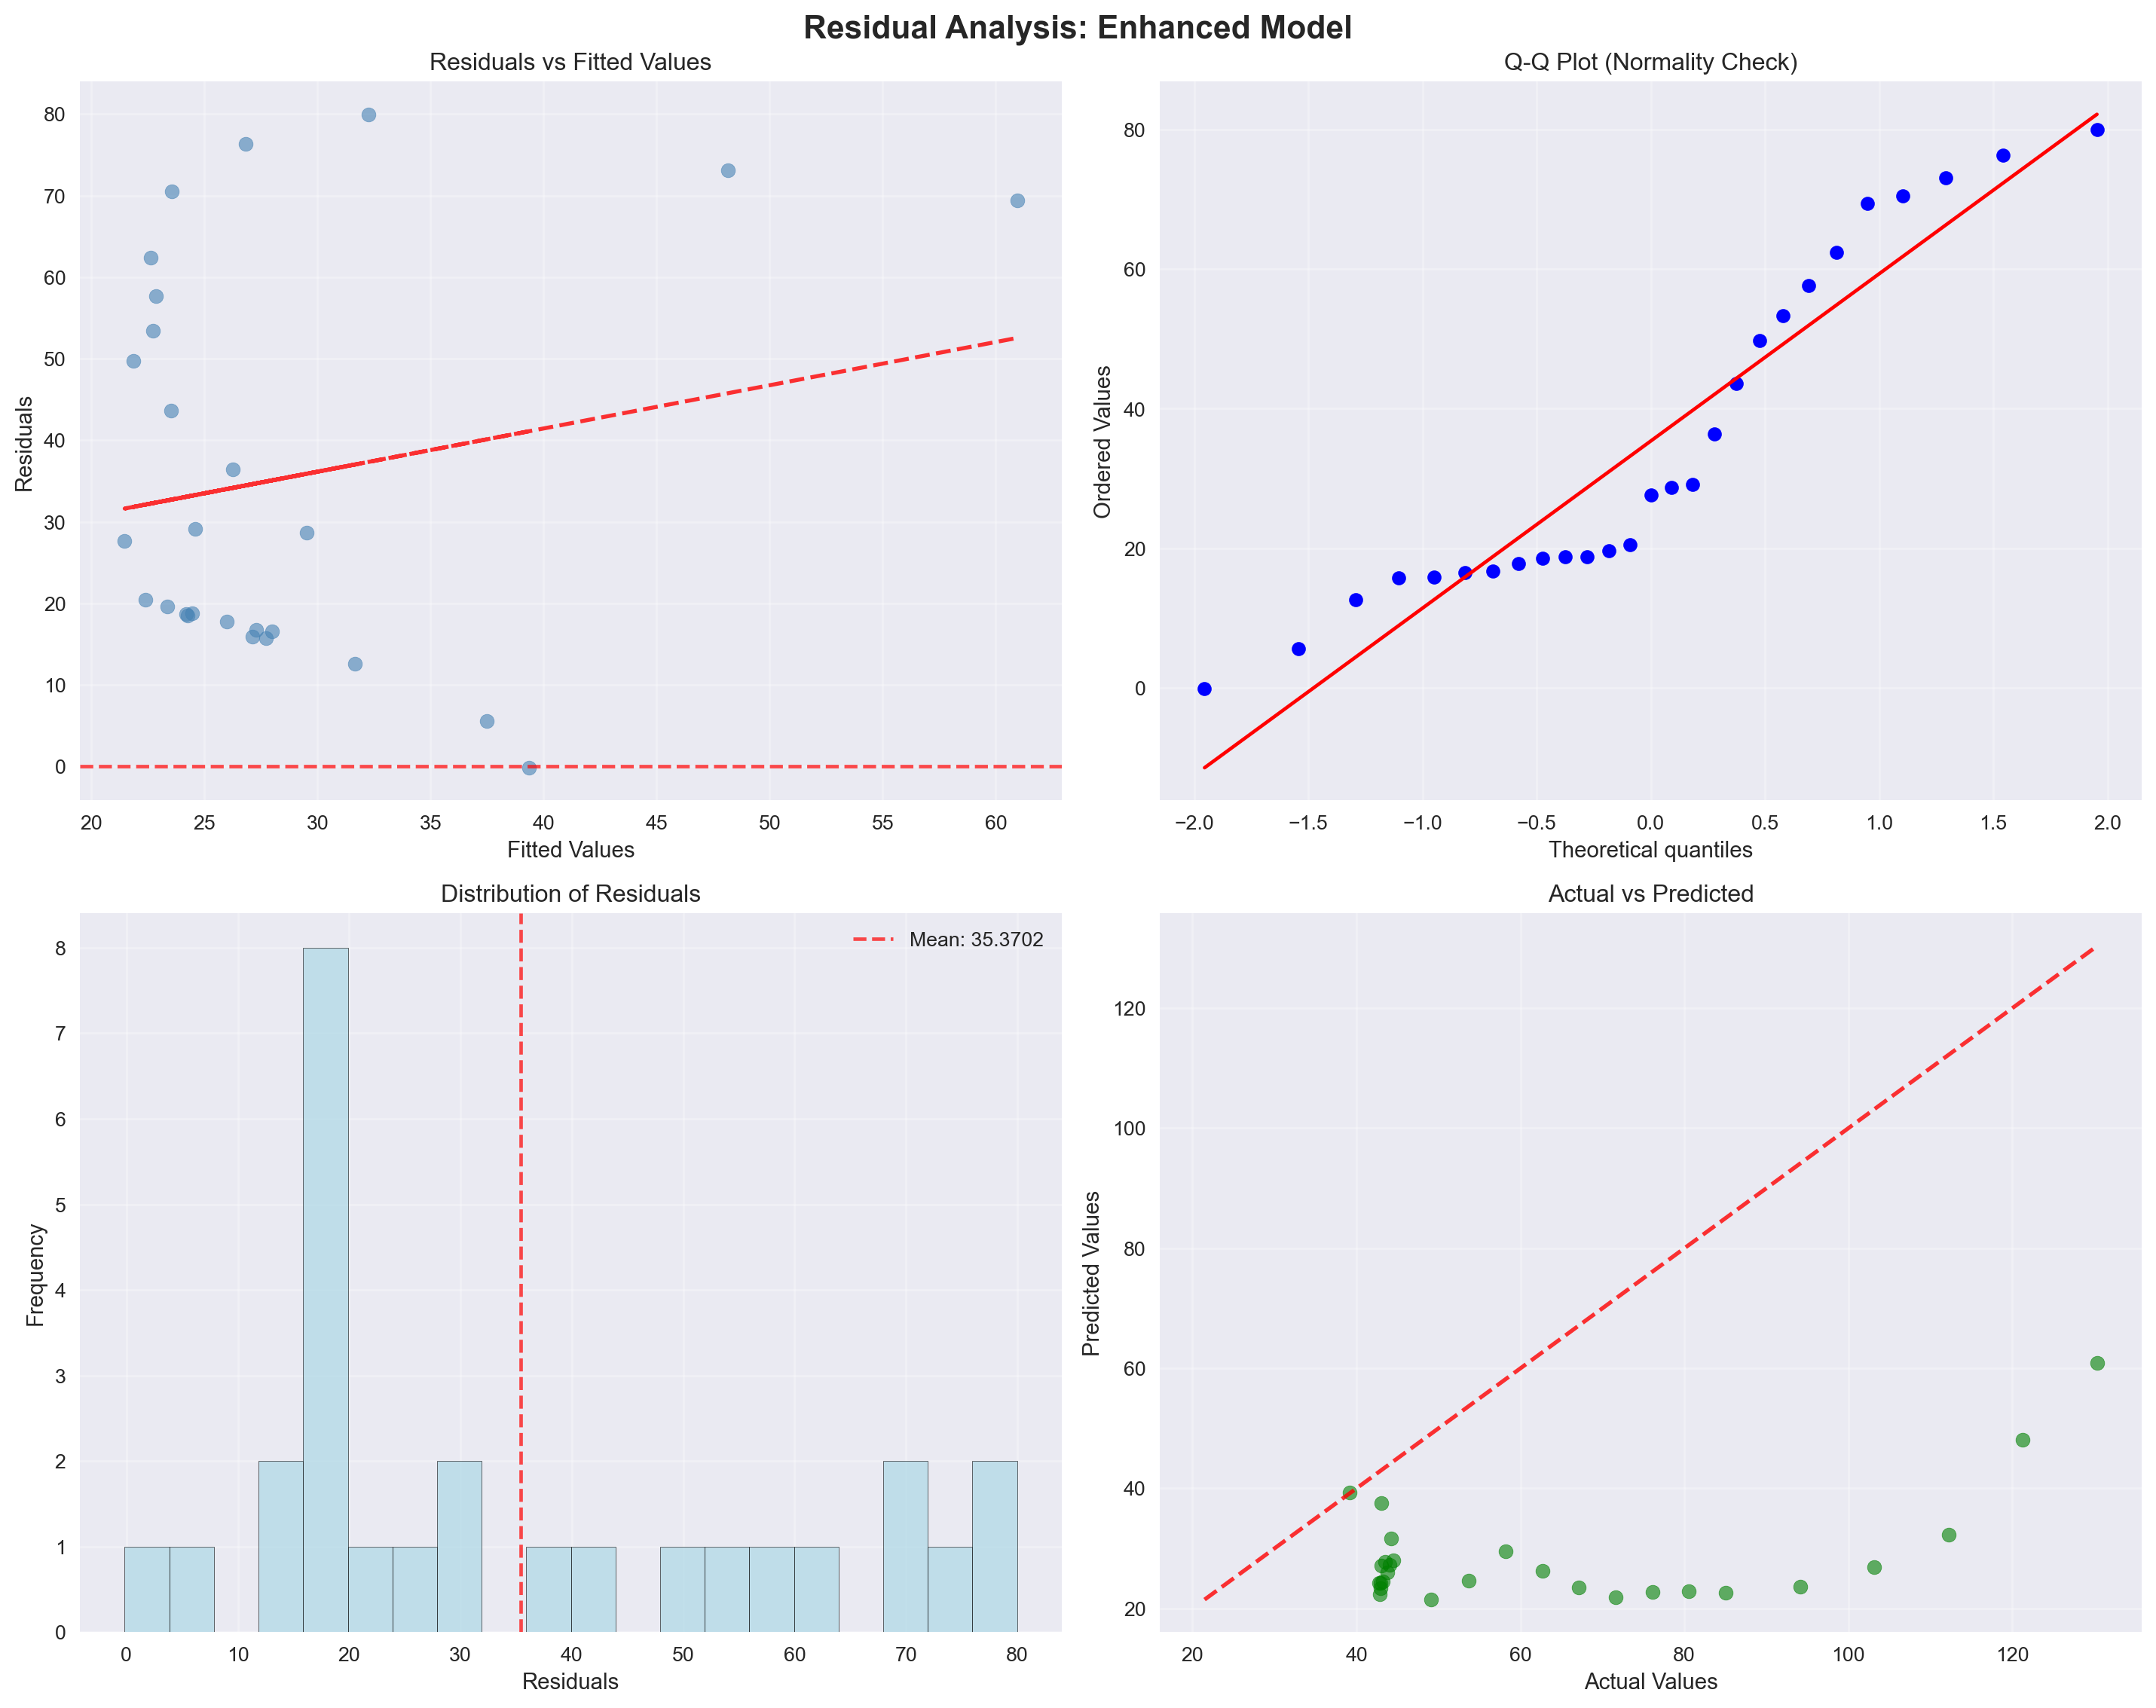 Residual Analysis: Enhanced Model
Residuals vs Fitted Values
Residuals
80
70
60
50
40
30
20
10
0
20 25 30 35 40 45 50 55 60
Fitted Values
Q-Q Plot (Normality Check)
Ordered Values
80
60
40
20
0
−2.0 −1.5 −1.0 −0.5 0.0 0.5 1.0 1.5 2.0
Theoretical quantiles
Distribution of Residuals
Mean: 35.3702
Frequency
8
7
6
5
4
3
2
1
0
0 10 20 30 40 50 60 70 80
Residuals
Actual vs Predicted
Predicted Values
120
100
80
60
40
20
20 40 60 80 100 120
Actual Values